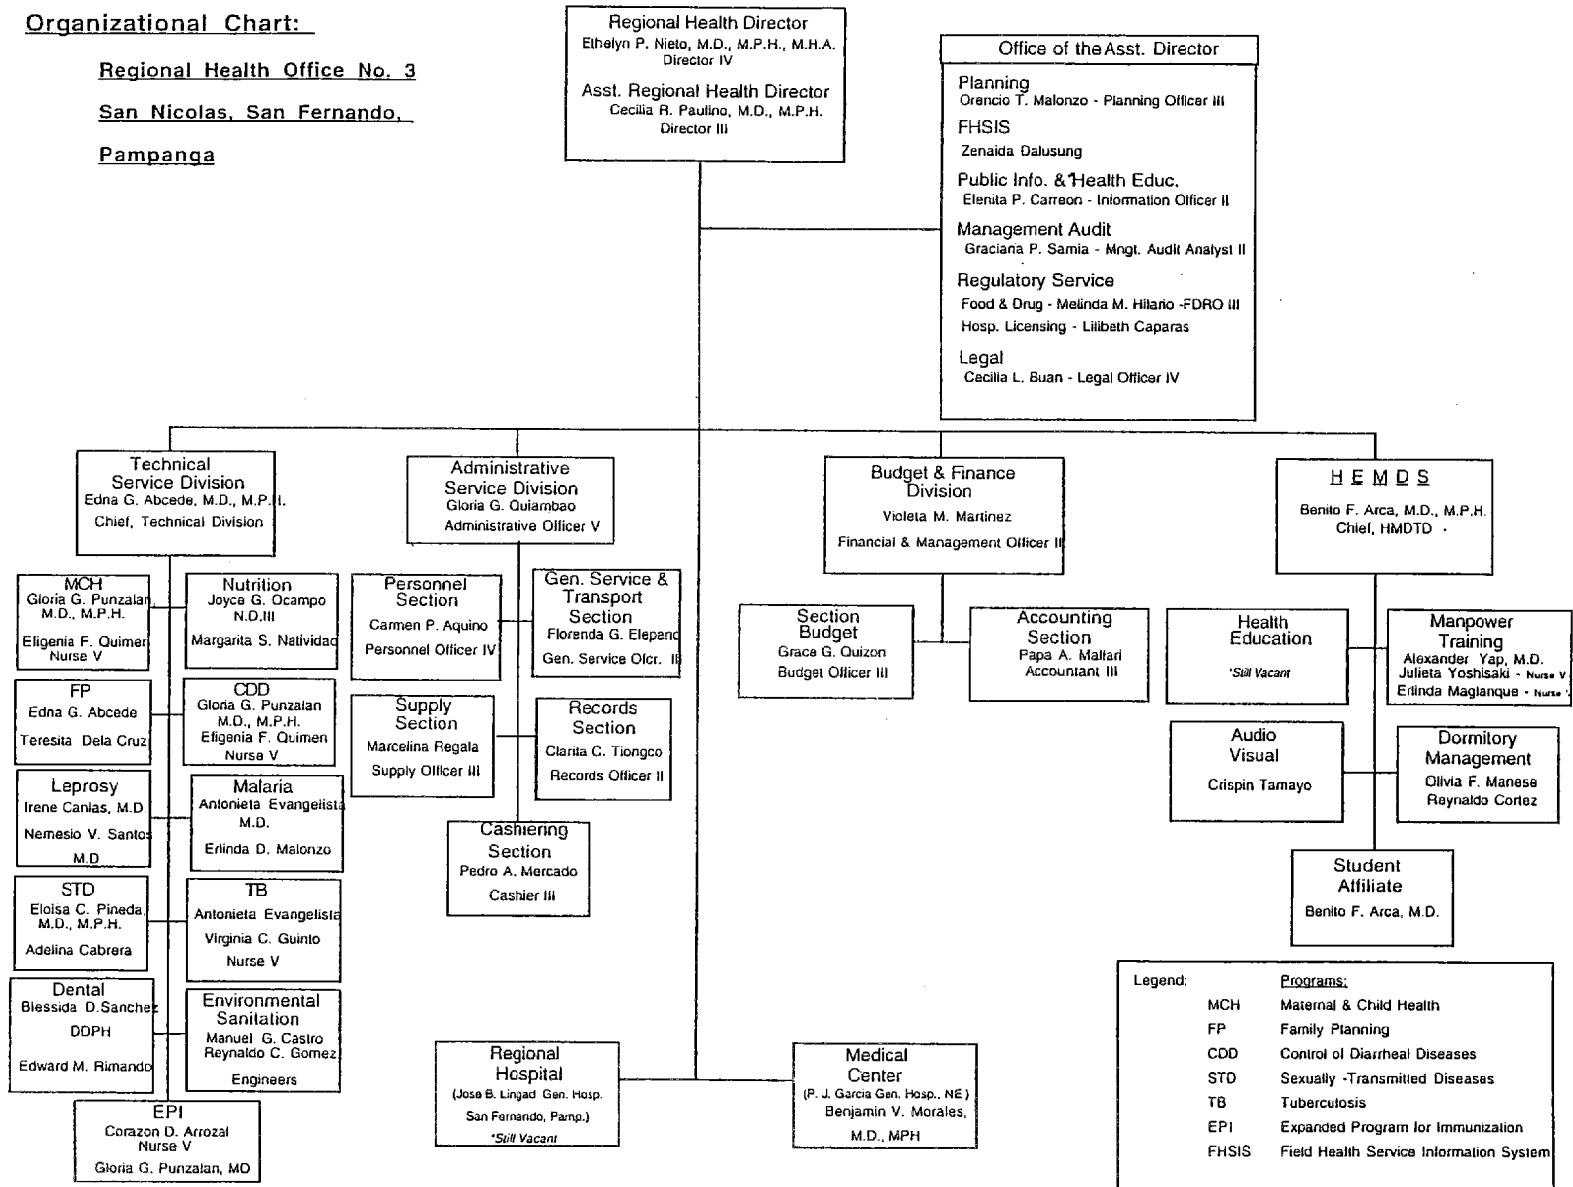 Organizational Chart:
Regional Health Office No. 3
San Nicolas, San Fernando,
Pampanga
Regional Health Director
Ethelyn P. Nieto, M.D., M.P.H., M.H.A.
Director IV
Asst. Regional Health Director
Cecilia R. Paulino, M.D., M.P.H.
Director III
Office of the Asst. Director
Planning
Orencio T. Malonzo - Planning Officer III
FHSIS
Zenaida Dalusung
Public Info. & Health Educ.
Elenita P. Carreon - Information Officer II
Management Audit
Graciana P. Samia - Mngt. Audit Analyst II
Regulatory Service
Food & Drug - Melinda M. Hilario -FDRO III
Hosp. Licensing - Lilibeth Caparas
Legal
Cecilia L. Buan - Legal Officer IV
Technical
Service Division
Edna G. Abcede, M.D., M.P.H.
Chief, Technical Division
MCH
Gloria G. Punzalan,
M.D., M.P.H.
Efigenia F. Quimen
Nurse V
Nutrition
Joyce G. Ocampo
N.D.III
Margarita S. Natividad
FP
Edna G. Abcede
Teresita Dela Cruz
CDD
Gloria G. Punzalan
M.D., M.P.H.
Efigenia F. Quimen
Nurse V
Leprosy
Irene Canlas, M.D
Nemesio V. Santos
M.D
Malaria
Antonieta Evangelista
M.D.
Erlinda D. Malonzo
STD
Eloisa C. Pineda,
M.D., M.P.H.
Adelina Cabrera
TB
Antonieta Evangelista
Virginia C. Guinto
Nurse V
Dental
Blessida D.Sanchez
DDPH
Edward M. Rimando
Environmental
Sanitation
Manuel G. Castro
Reynaldo C. Gomez
Engineers
EPI
Corazon D. Arrozal
Nurse V
Gloria G. Punzalan, MD
Administrative
Service Division
Gloria G. Quiambao
Administrative Officer V
Personnel
Section
Carmen P. Aquino
Personnel Officer IV
Gen. Service &
Transport
Section
Florenda G. Elepano
Gen. Service Ofcr. II
Supply
Section
Marcelina Regala
Supply Officer III
Records
Section
Clarita C. Tiongco
Records Officer II
Cashiering
Section
Pedro A. Mercado
Cashier III
Budget & Finance
Division
Violeta M. Martinez
Financial & Management Officer II
Section
Budget
Grace G. Quizon
Budget Officer III
Accounting
Section
Papa A. Mallari
Accountant III
H E M D S
Benito F. Arca, M.D., M.P.H.
Chief, HMDTD
Health
Education
*Still Vacant
Manpower
Training
Alexander Yap, M.D.
Julieta Yoshisaki - Nurse V
Erlinda Maglanque - Nurse
Audio
Visual
Crispin Tamayo
Dormitory
Management
Olivia F. Manese
Reynaldo Cortez
Student
Affiliate
Benito F. Arca, M.D.
Regional
Hospital
(Jose B. Lingad Gen. Hosp.
San Fernando, Pamp.)
*Still Vacant
Medical
Center
(P. J. Garcia Gen. Hosp., NE)
Benjamin V. Morales,
M.D., MPH
Legend: Programs:
MCH Maternal & Child Health
FP Family Planning
CDD Control of Diarrheal Diseases
STD Sexually -Transmitted Diseases
TB Tuberculosis
EPI Expanded Program for Immunization
FHSIS Field Health Service Information System